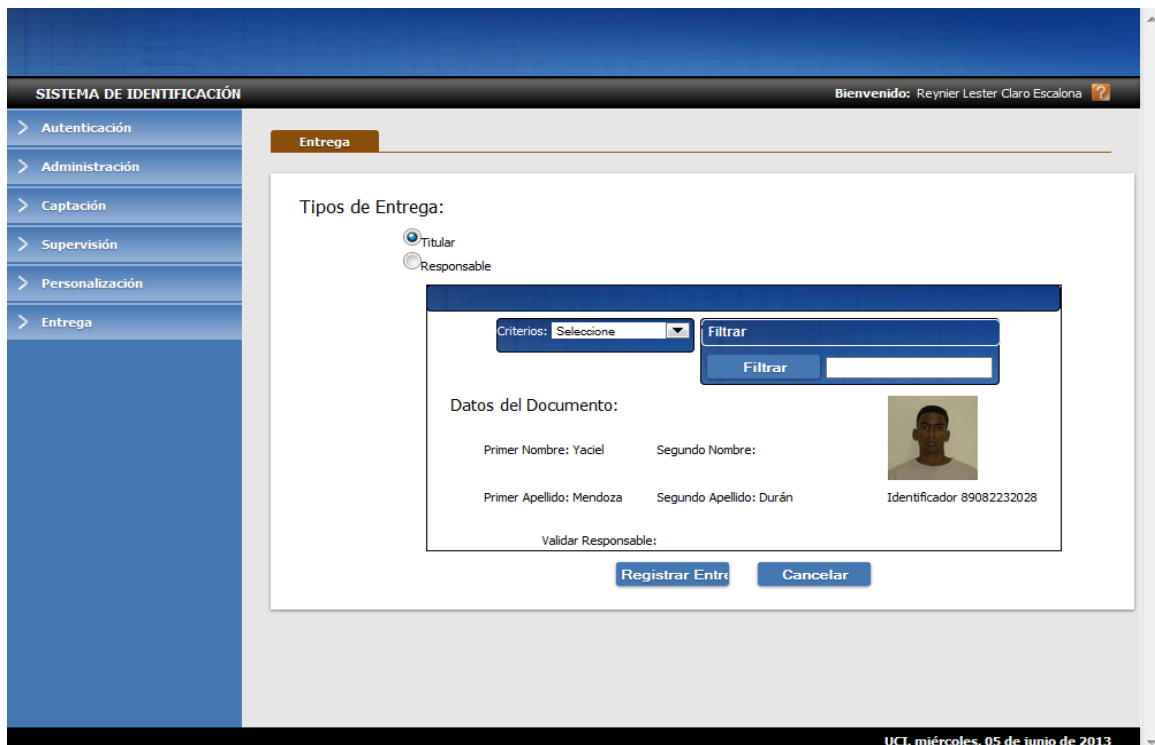 SISTEMA DE IDENTIFICACIÓN
Bienvenido: Reynier Lester Claro Escalona ?
Autenticación
Administración
Captación
Supervisión
Personalización
Entrega
Entrega
Tipos de Entrega:
Titular
Responsable
Criterios: Seleccione
Filtrar
Filtrar
Datos del Documento:
Primer Nombre: Yaciel Segundo Nombre:
Primer Apellido: Mendoza Segundo Apellido: Durán Identificador 89082232028
Validar Responsable:
Registrar Entre Cancelar
UCI, miércoles, 05 de junio de 2013